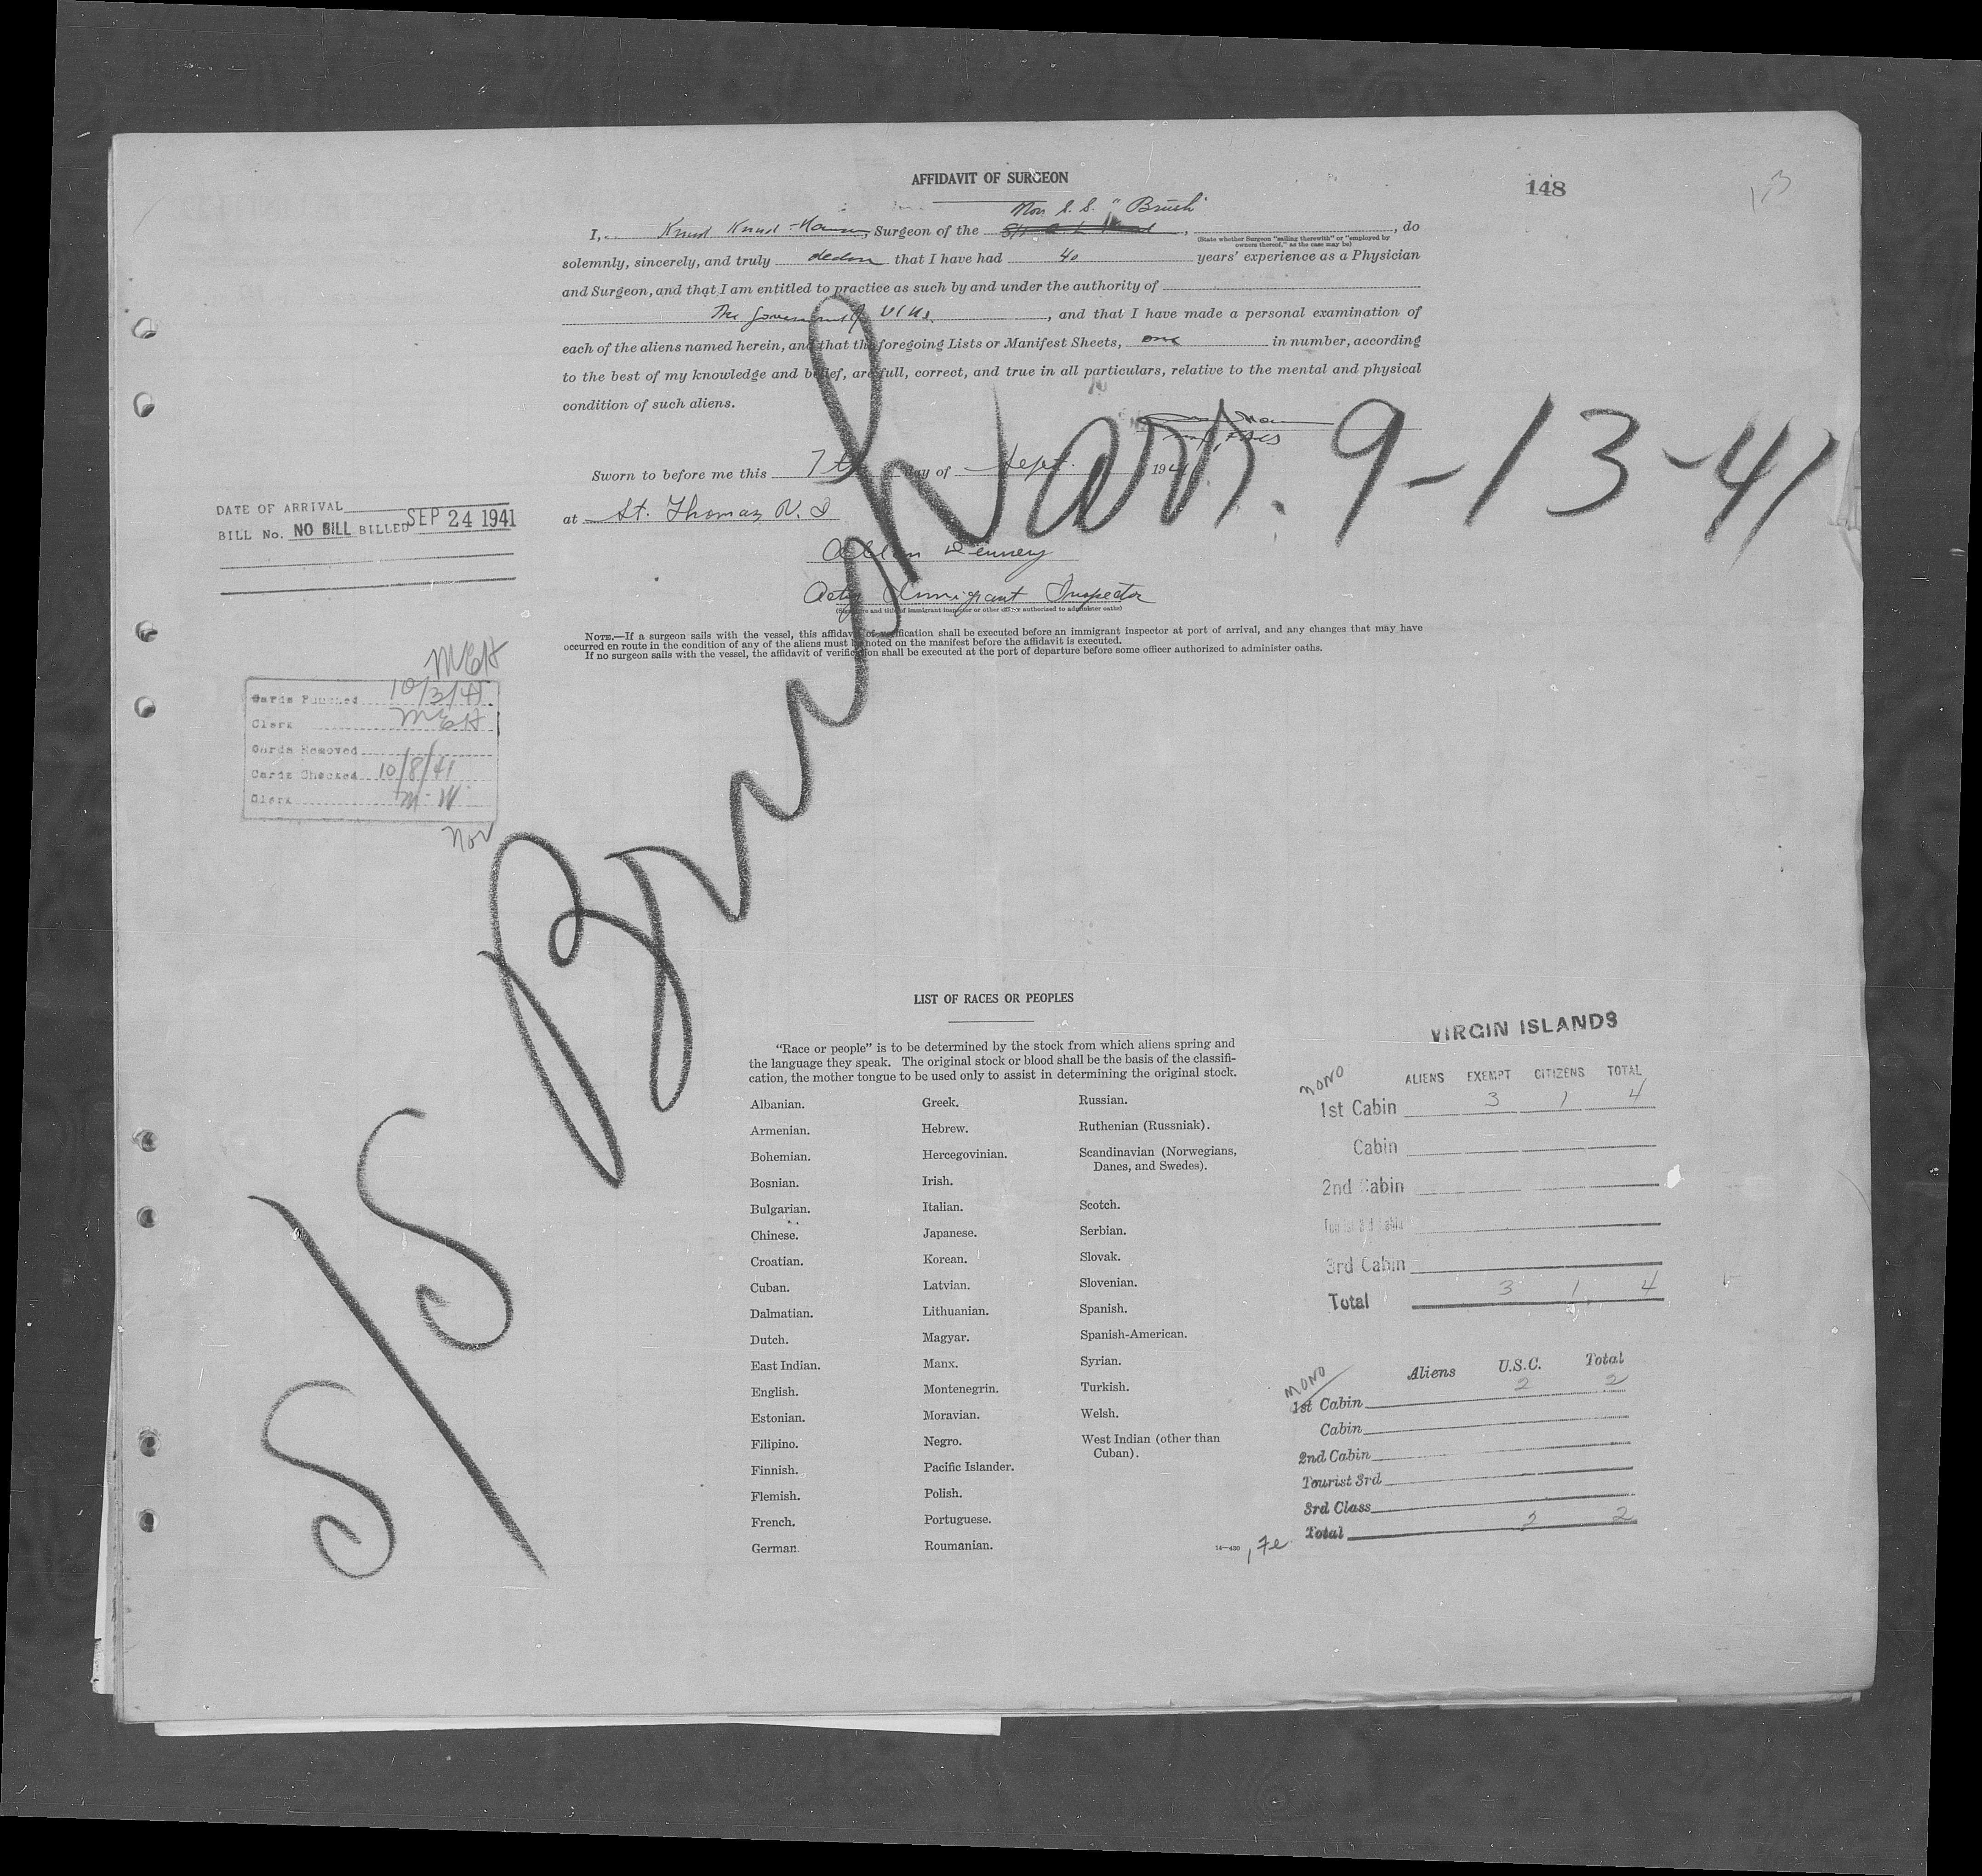 AFFIDAVIT OF SURGEON
148
Nor. S. S. "Brush"
I, Knud Knud-Hansen, Surgeon of the , , do
(State whether Surgeon "sailing therewith" or "employed by owners thereof," as the case may be)
solemnly, sincerely, and truly that I have had 40 years' experience as a Physician
and Surgeon, and that I am entitled to practice as such by and under the authority of
The Government of , and that I have made a personal examination of
each of the aliens named herein, and that the foregoing Lists or Manifest Sheets, one in number, according
to the best of my knowledge and belief, are full, correct, and true in all particulars, relative to the mental and physical
condition of such aliens.
Sworn to before me this 7th day of Sept. 1941
at St. Thomas V. I
Denney
Actg Immigrant Inspector
(Signature and title of immigrant inspector or other officer authorized to administer oaths)
NOTE.—If a surgeon sails with the vessel, this affidavit of verification shall be executed before an immigrant inspector at port of arrival, and any changes that may have
occurred en route in the condition of any of the aliens must be noted on the manifest before the affidavit is executed.
If no surgeon sails with the vessel, the affidavit of verification shall be executed at the port of departure before some officer authorized to administer oaths.
DATE OF ARRIVAL
BILL No. NO BILL BILLED SEP 24 1941
MEH
Cards Punched 10/3/41
Clerk MEH
Cards Removed
Cards Checked 10/8/41
Clerk M W
Nor
S/S Brush
Nor. 9-13-41
LIST OF RACES OR PEOPLES
"Race or people" is to be determined by the stock from which aliens spring and
the language they speak. The original stock or blood shall be the basis of the classifi-
cation, the mother tongue to be used only to assist in determining the original stock.
Albanian.
Armenian.
Bohemian.
Bosnian.
Bulgarian.
Chinese.
Croatian.
Cuban.
Dalmatian.
Dutch.
East Indian.
English.
Estonian.
Filipino.
Finnish.
Flemish.
French.
German.
Greek.
Hebrew.
Hercegovinian.
Irish.
Italian.
Japanese.
Korean.
Latvian.
Lithuanian.
Magyar.
Manx.
Montenegrin.
Moravian.
Negro.
Pacific Islander.
Polish.
Portuguese.
Roumanian.
Russian.
Ruthenian (Russniak).
Scandinavian (Norwegians,
Danes, and Swedes).
Scotch.
Serbian.
Slovak.
Slovenian.
Spanish.
Spanish-American.
Syrian.
Turkish.
Welsh.
West Indian (other than
Cuban).
14—430
VIRGIN ISLANDS
MONO
ALIENS EXEMPT CITIZENS TOTAL
1st Cabin 3 1 4
Cabin
2nd Cabin
Tourist 3rd Cabin
3rd Cabin
Total 3 1 4
MONO
Aliens U.S.C. Total
1st Cabin 2 2
Cabin
2nd Cabin
Tourist 3rd
3rd Class
Total 2 2